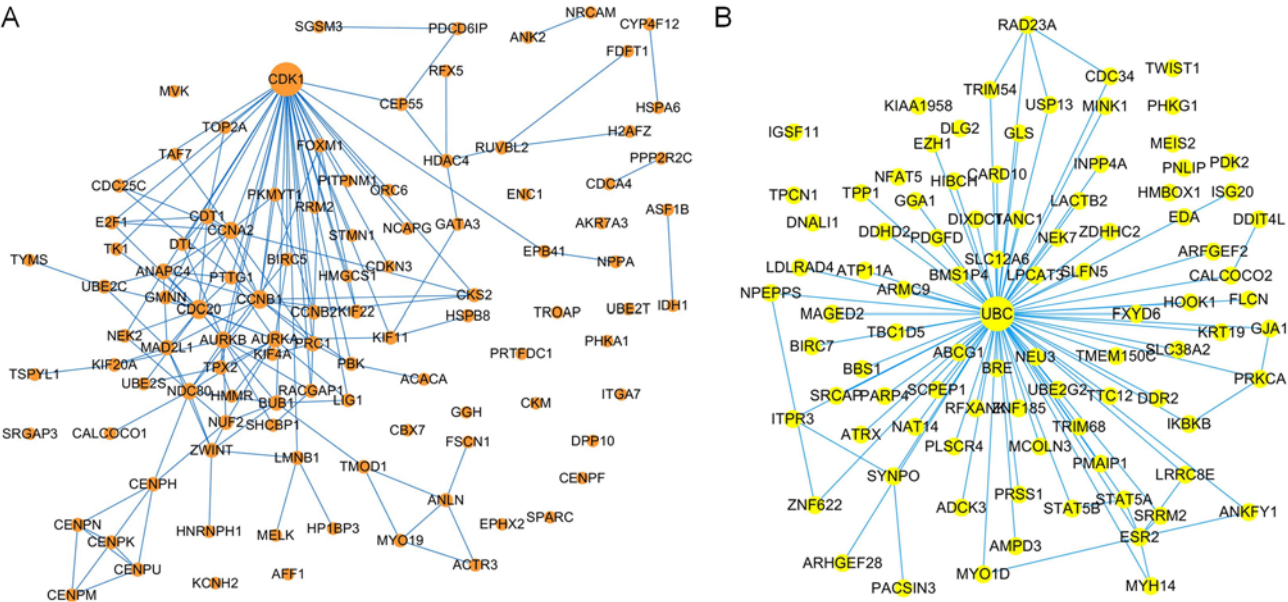 A
SGSM3
PDCD6IP
NRCAM
ANK2
CYP4F12
FDFT1
CDK1
RFX5
MVK
CEP55
HSPA6
TOP2A
H2AFZ
FOXM1
RUVBL2
TAF7
HDAC4
PPP2R2C
CDC25C
PITPNM1
CDCA4
PKMYT1
ORC6
ENC1
RRM2
ASF1B
E2F1
CDT1
CCNA2
NCAPG
GATA3
AKR7A3
STMN1
TK1
DTL
EPB41
TYMS
ANAPC4
BIRC5
CDKN3
NPPA
PTTG1
HMGCS1
UBE2C
GMNN
CCNB1
CKS2
CDC20
CCNB2
KIF22
HSPB8
TROAP
UBE2T
IDH1
NEK2
AURKB
AURKA
KIF11
MAD2L1
KIF4A
PRC1
PHKA1
PRTFDC1
TSPYL1
KIF20A
TPX2
PBK
UBE2S
ACACA
NDC80
HMMR
RACGAP1
BUB1
LIG1
CKM
ITGA7
GGH
SRGAP3
CALCOCO1
NUF2
SHCBP1
CBX7
FSCN1
DPP10
ZWINT
LMNB1
TMOD1
CENPF
CENPH
ANLN
CENPN
HNRNPH1
MELK
HP1BP3
EPHX2
SPARC
CENPK
MYO19
CENPU
AFF1
ACTR3
KCNH2
CENPM
B
RAD23A
TWIST1
CDC34
TRIM54
KIAA1958
USP13
MINK1
PHKG1
IGSF11
DLG2
EZH1
GLS
MEIS2
INPP4A
PNLIP
PDK2
NFAT5
HIBCH
CARD10
TPCN1
TPP1
HMBOX1
ISG20
GGA1
LACTB2
DNALI1
DIXDC1
TANC1
EDA
DDIT4L
DDHD2
PDGFD
NEK7
ZDHHC2
SLC12A6
ARFGEF2
LDLRAD4
ATP11A
BMS1P4
LPCAT3
SLFN5
CALCOCO2
NPEPPS
ARMC9
HOOK1
FLCN
MAGED2
UBC
FXYD6
TBC1D5
KRT19
GJA1
BIRC7
ABCG1
NEU3
TMEM150C
SLC38A2
BBS1
BRE
PRKCA
SRCAP
PARP4
SCPEP1
UBE2G2
TTC12
DDR2
ITPR3
RFXANK
ZNF185
IKBKB
ATRX
NAT14
TRIM68
PLSCR4
MCOLN3
PMAIP1
SYNPO
LRRC8E
PRSS1
STAT5A
ZNF622
ADCK3
STAT5B
SRRM2
ANKFY1
ESR2
AMPD3
ARHGEF28
MYO1D
PACSIN3
MYH14